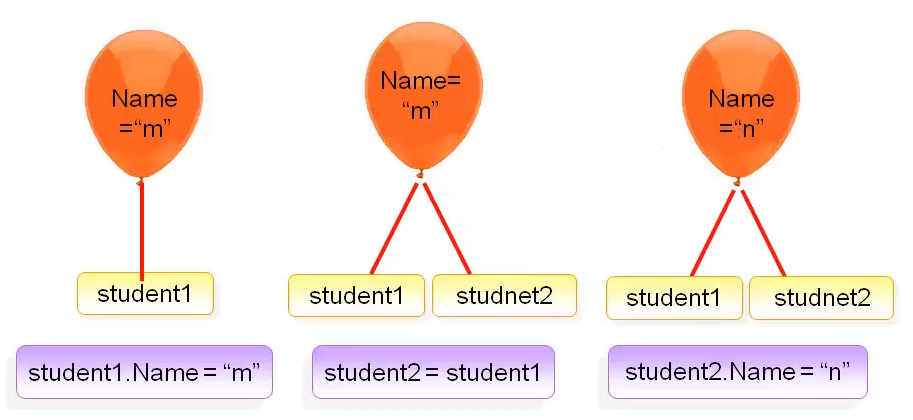 Name
=“m”
Name=
“m”
Name
=“n”
student1
student1
studnet2
student1
studnet2
student1.Name = “m”
student2 = student1
student2.Name = “n”